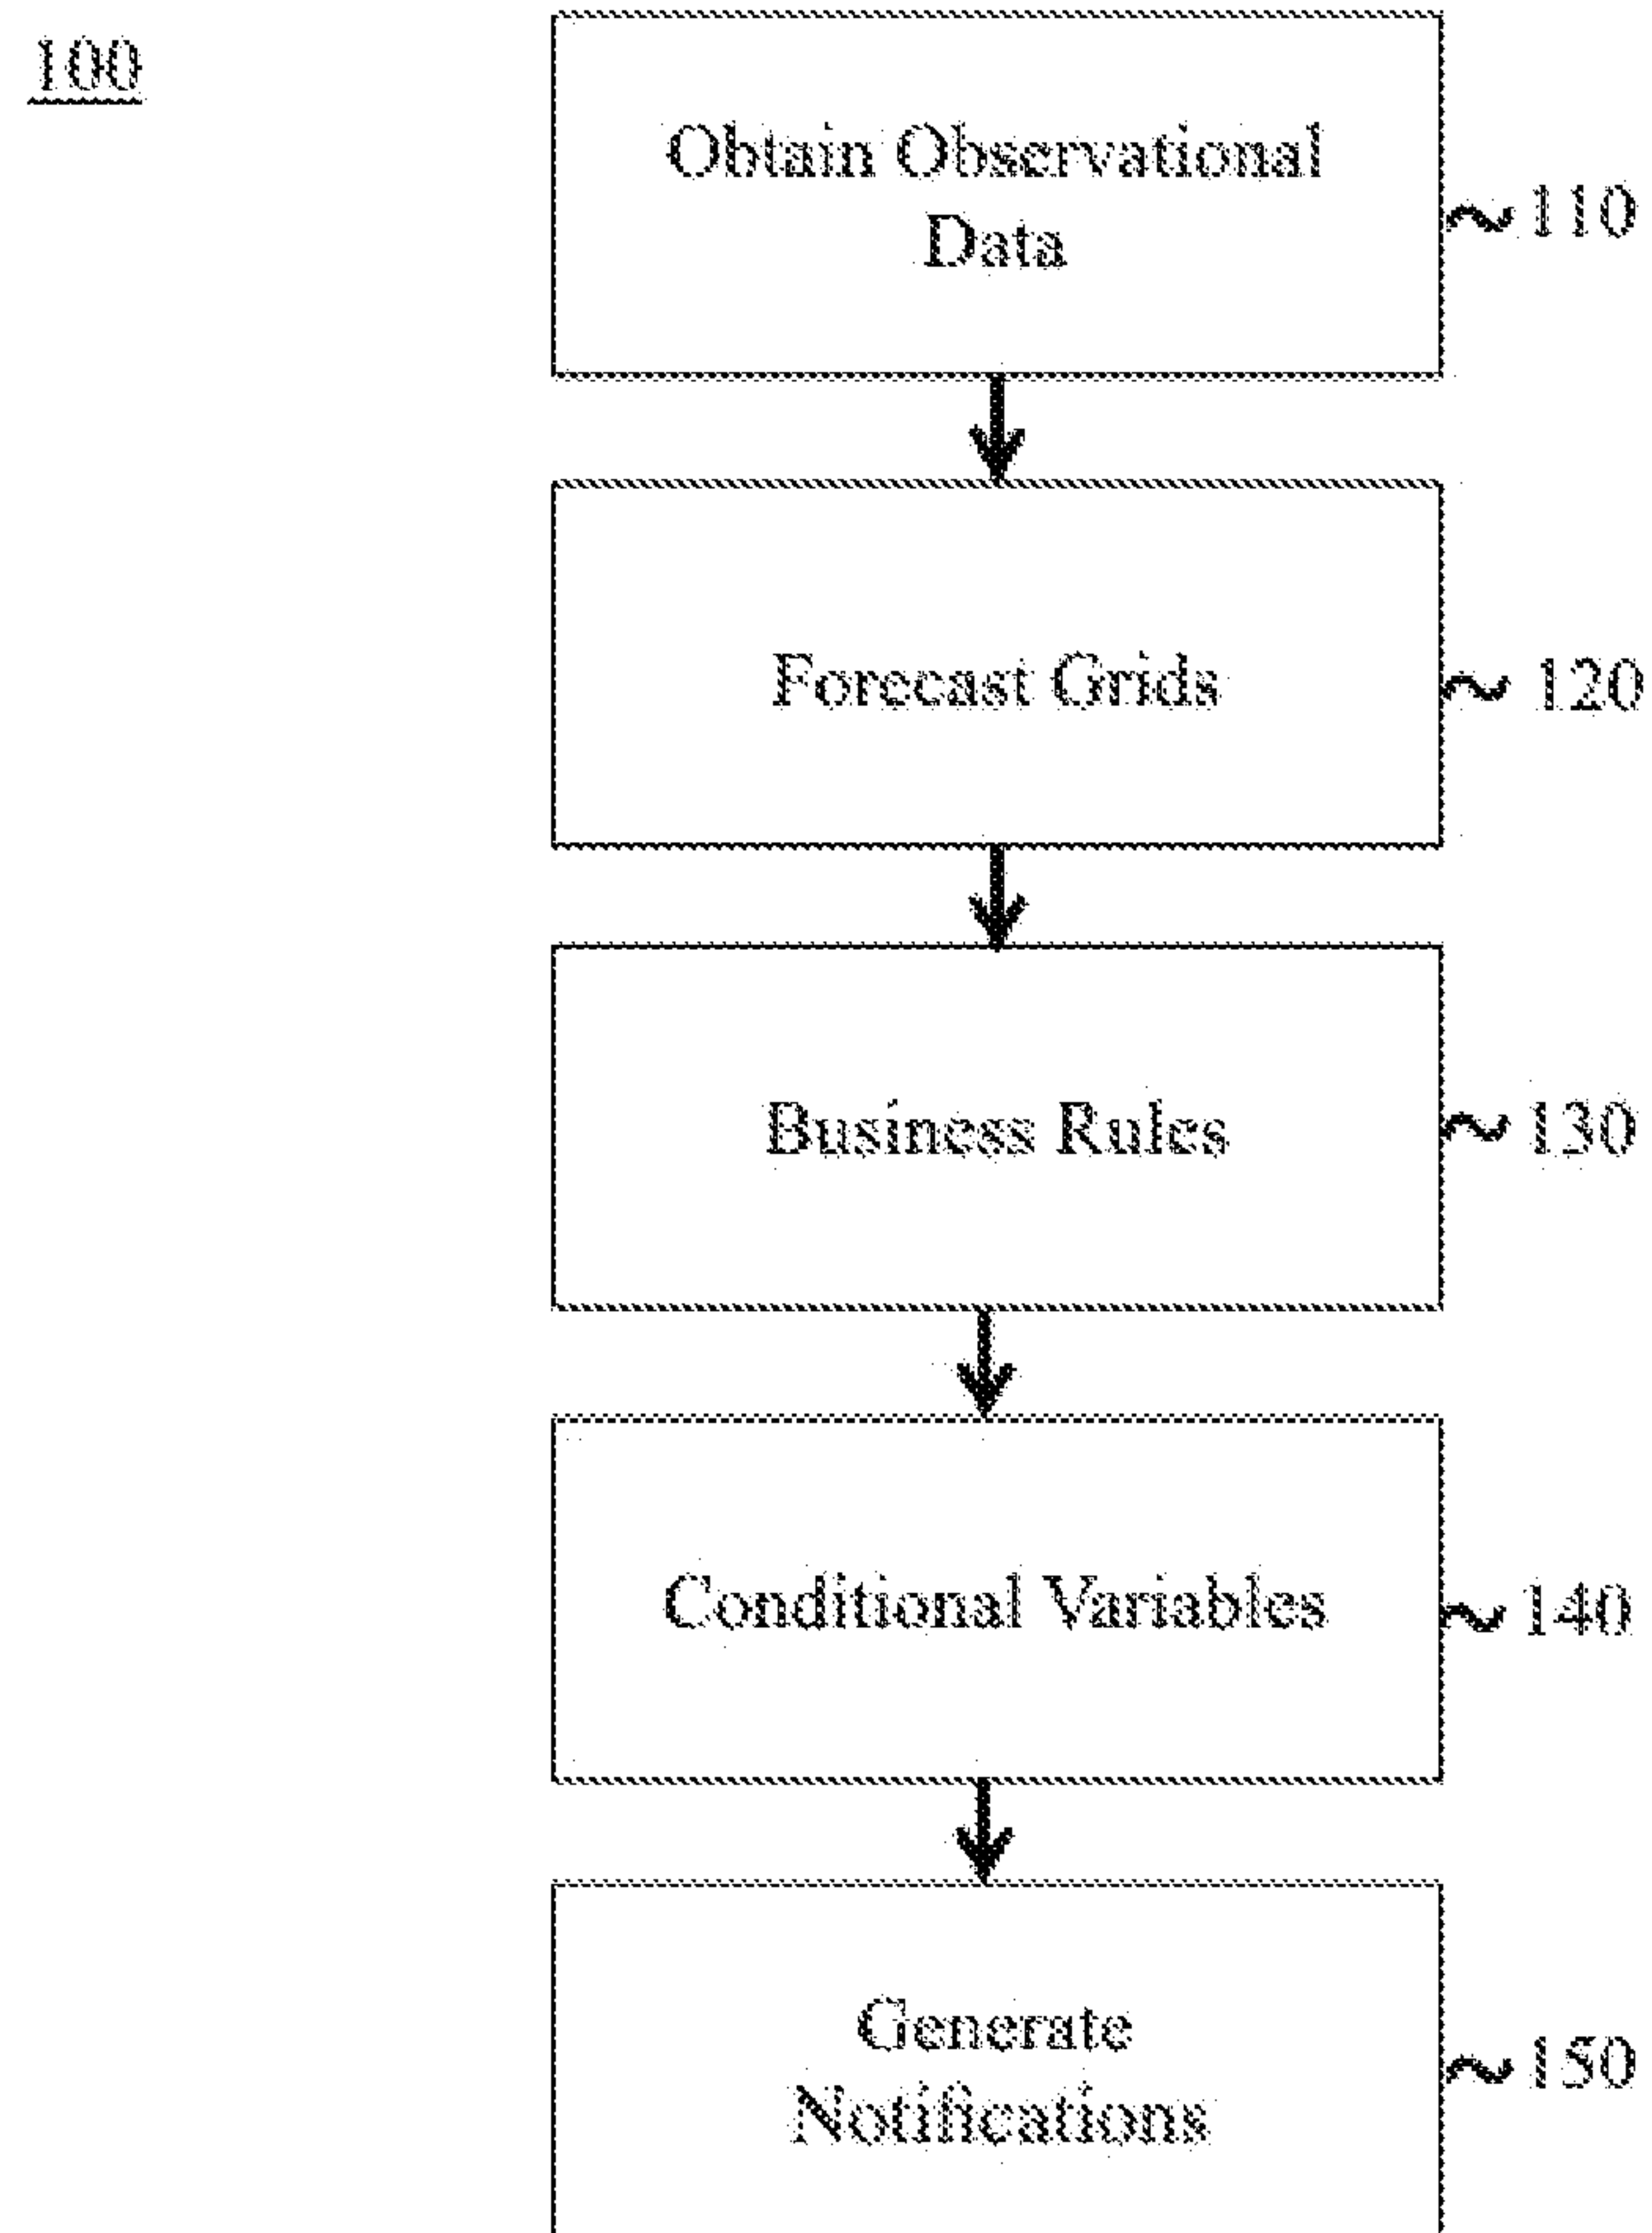 100
Obtain Observational
Data
110
Forecast Grids
120
Business Rules
130
Conditional Variables
140
Generate
Notifications
150